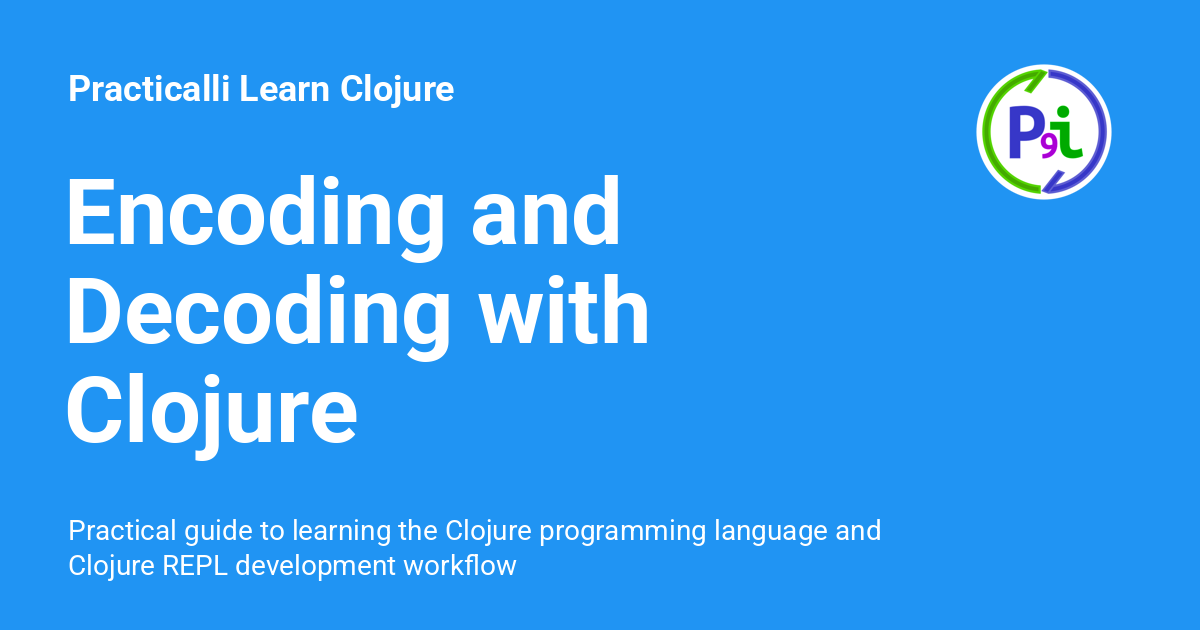 Practicalli Learn Clojure
P9i
Encoding and
Decoding with
Clojure
Practical guide to learning the Clojure programming language and
Clojure REPL development workflow